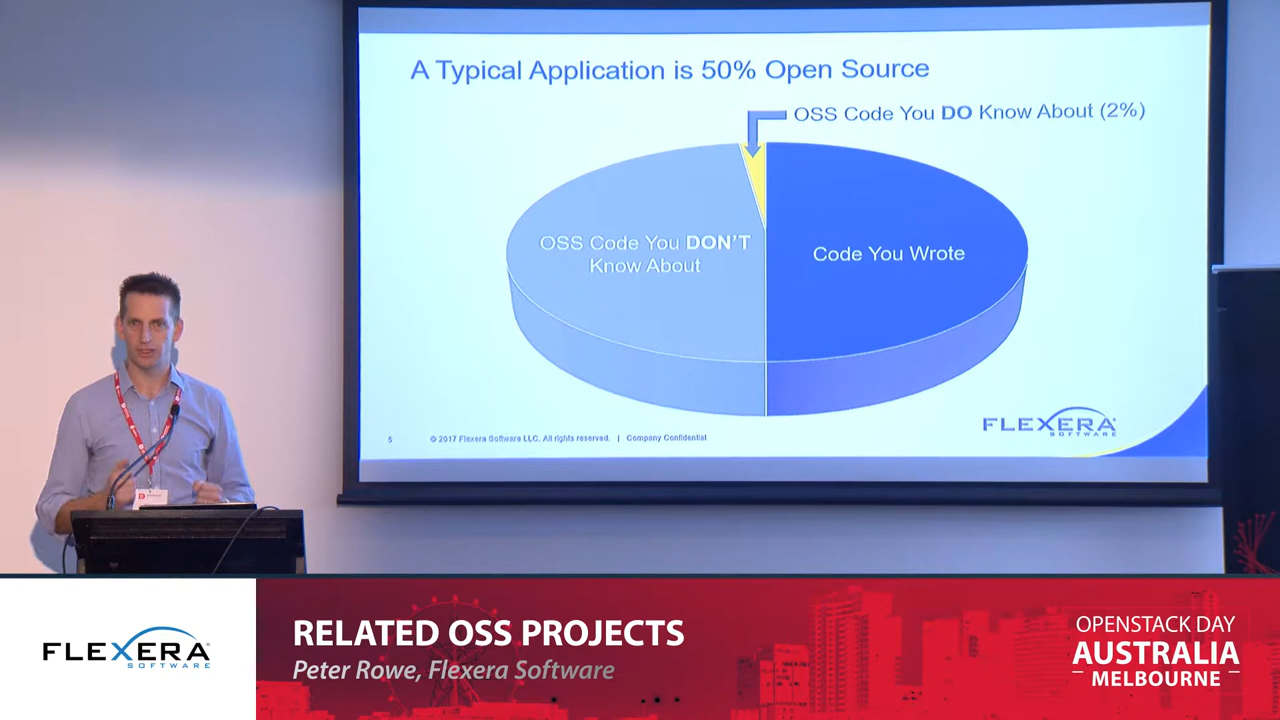 A Typical Application is 50% Open Source
OSS Code You DO Know About (2%)
OSS Code You DON'T
Know About
Code You Wrote
5 © 2017 Flexera Software LLC. All rights reserved. | Company Confidential
FLEXERA
SOFTWARE
FLEXERA
SOFTWARE
RELATED OSS PROJECTS
Peter Rowe, Flexera Software
OPENSTACK DAY
AUSTRALIA
MELBOURNE